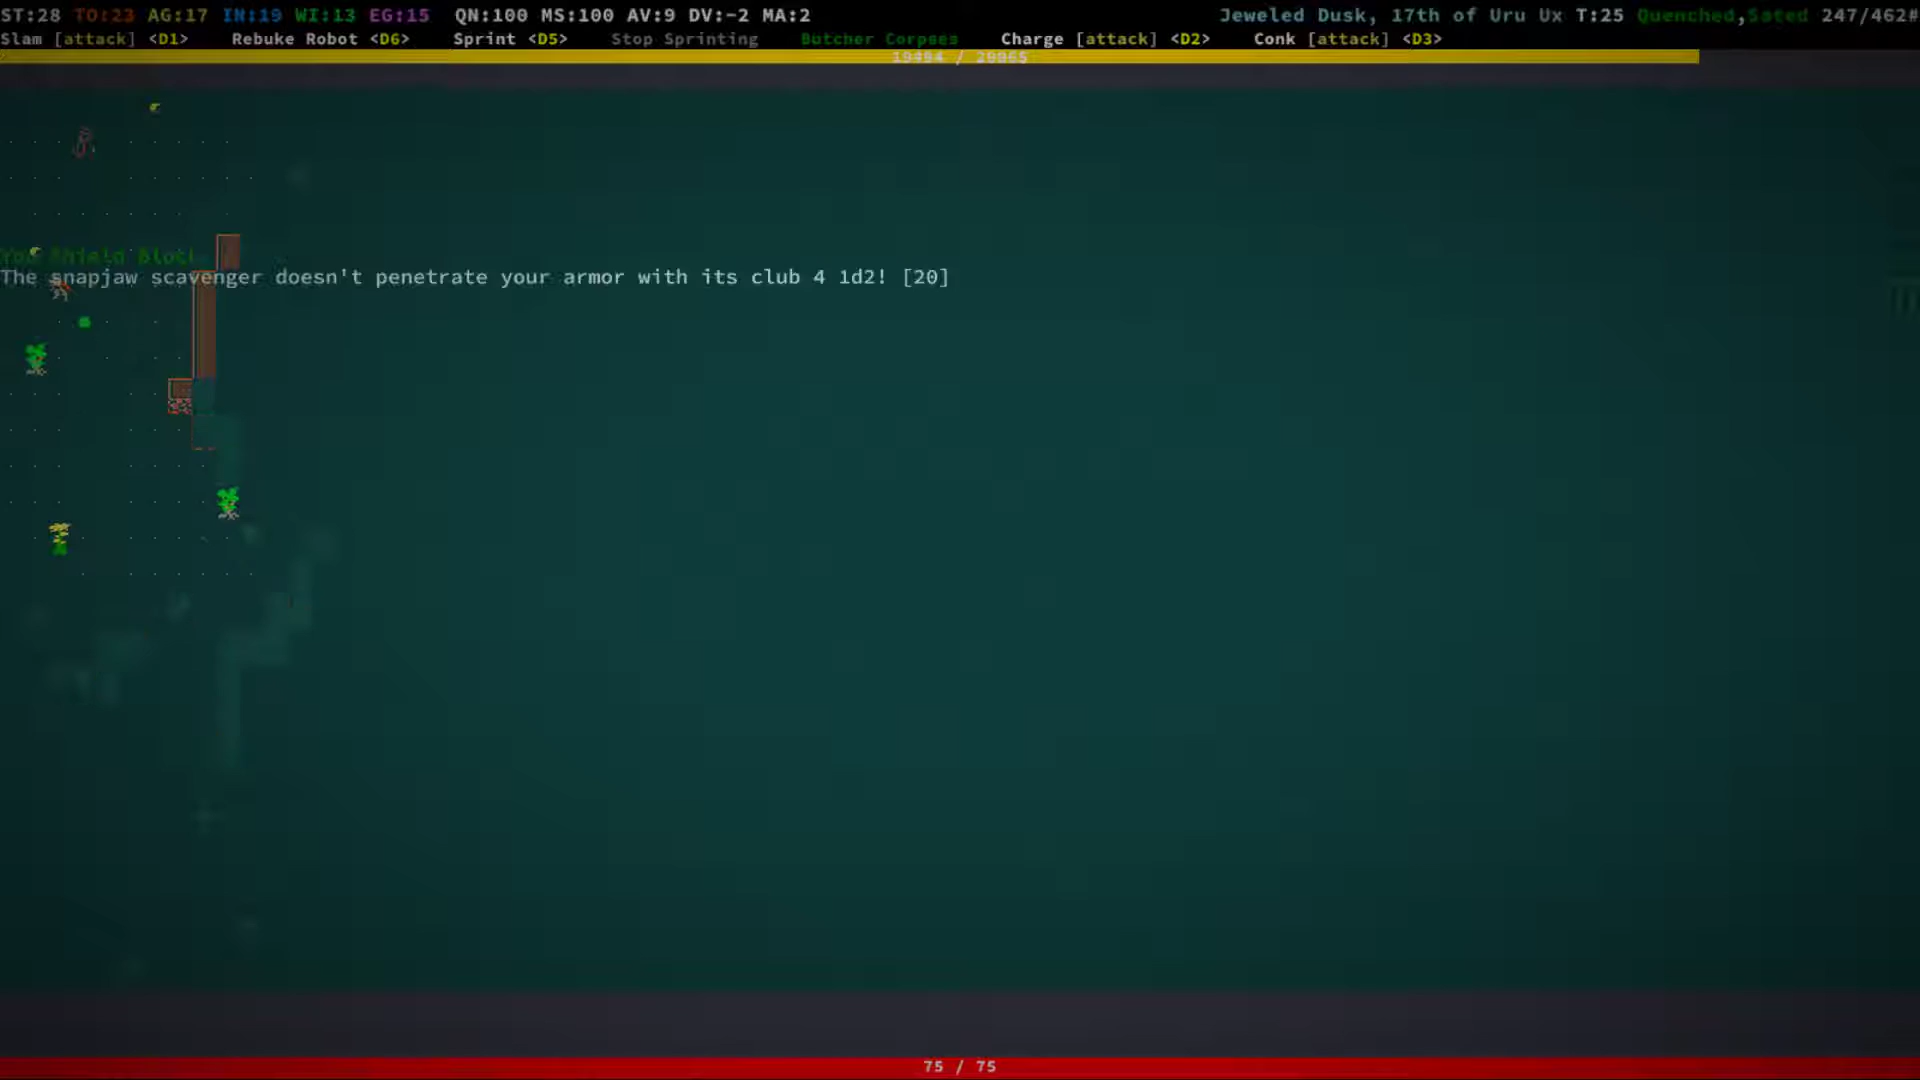 ST:28 TO:23 AG:17 IN:19 WI:13 EG:15 QN:100 MS:100 AV:9 DV:-2 MA:2 Jeweled Dusk, 17th of Uru Ux T:25 Quenched,Sated 247/462#
Slam [attack] <D1> Rebuke Robot <D6> Sprint <D5> Stop Sprinting Butcher Corpses Charge [attack] <D2> Conk [attack] <D3>
You Shield Block
The snapjaw scavenger doesn't penetrate your armor with its club 4 1d2! [20]
75 / 75